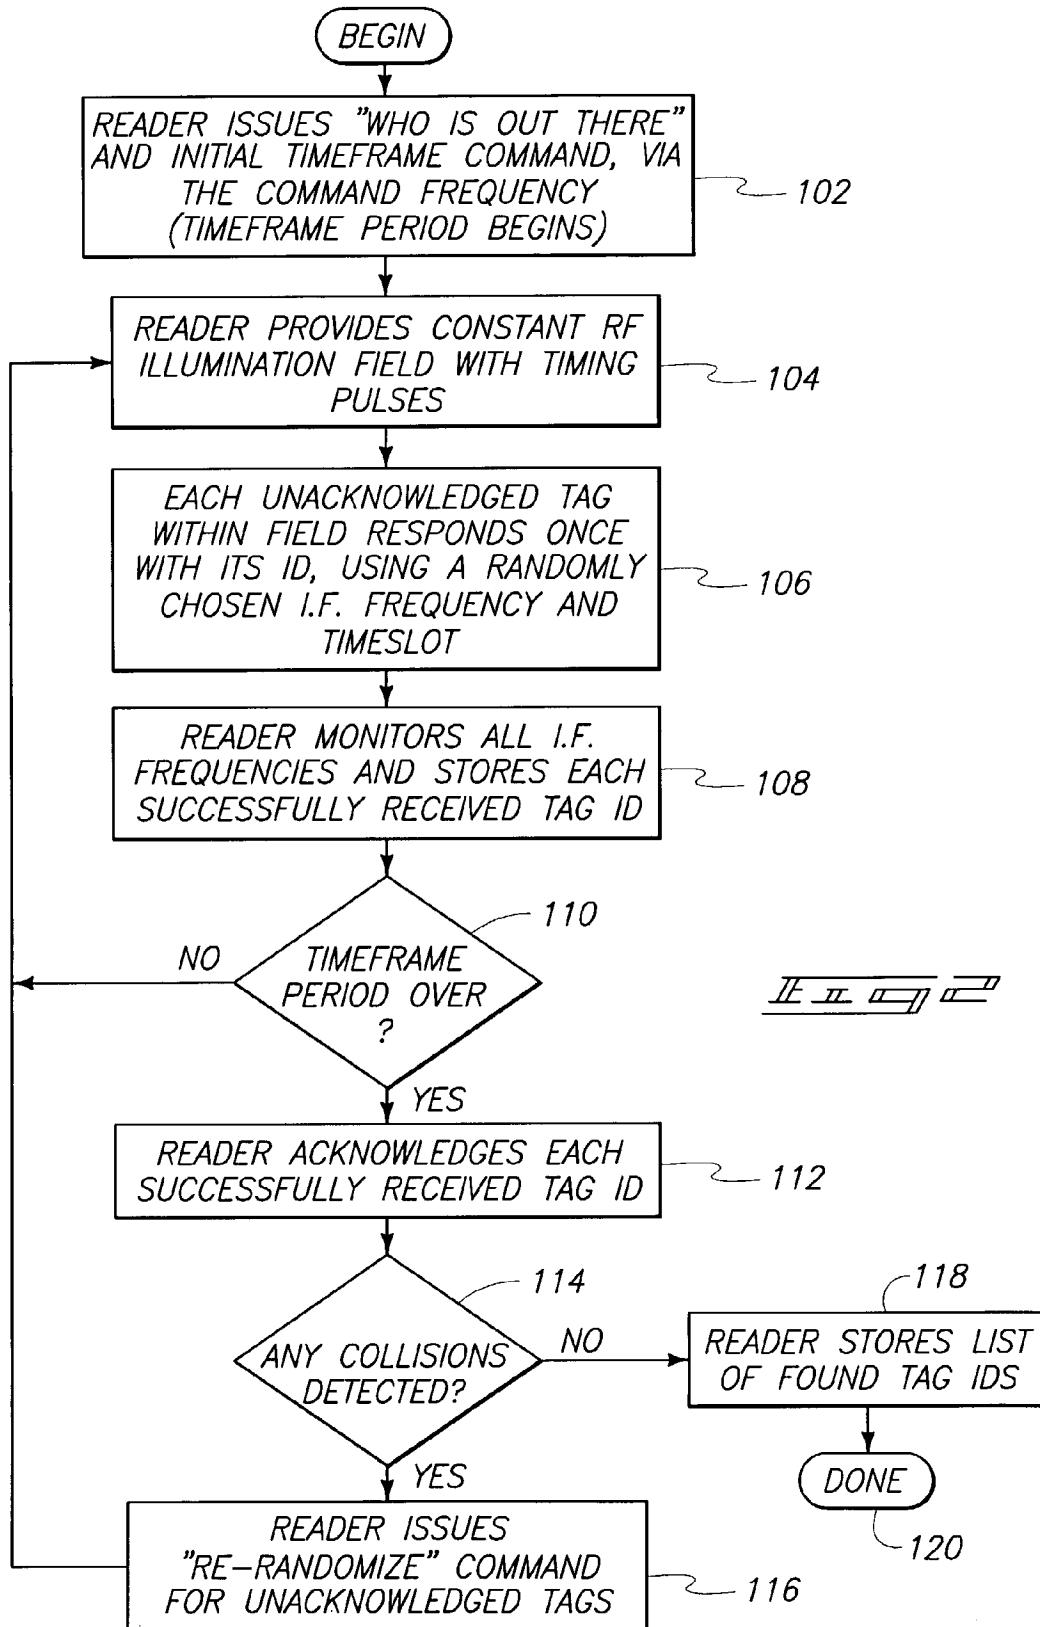 BEGIN
READER ISSUES "WHO IS OUT THERE"
AND INITIAL TIMEFRAME COMMAND, VIA
THE COMMAND FREQUENCY
(TIMEFRAME PERIOD BEGINS)
102
READER PROVIDES CONSTANT RF
ILLUMINATION FIELD WITH TIMING
PULSES
104
EACH UNACKNOWLEDGED TAG
WITHIN FIELD RESPONDS ONCE
WITH ITS ID, USING A RANDOMLY
CHOSEN I.F. FREQUENCY AND
TIMESLOT
106
READER MONITORS ALL I.F.
FREQUENCIES AND STORES EACH
SUCCESSFULLY RECEIVED TAG ID
108
110
NO
TIMEFRAME
PERIOD OVER
?
Fig 2
YES
READER ACKNOWLEDGES EACH
SUCCESSFULLY RECEIVED TAG ID
112
114
ANY COLLISIONS
DETECTED?
NO
118
READER STORES LIST
OF FOUND TAG IDS
DONE
120
YES
READER ISSUES
"RE-RANDOMIZE" COMMAND
FOR UNACKNOWLEDGED TAGS
116